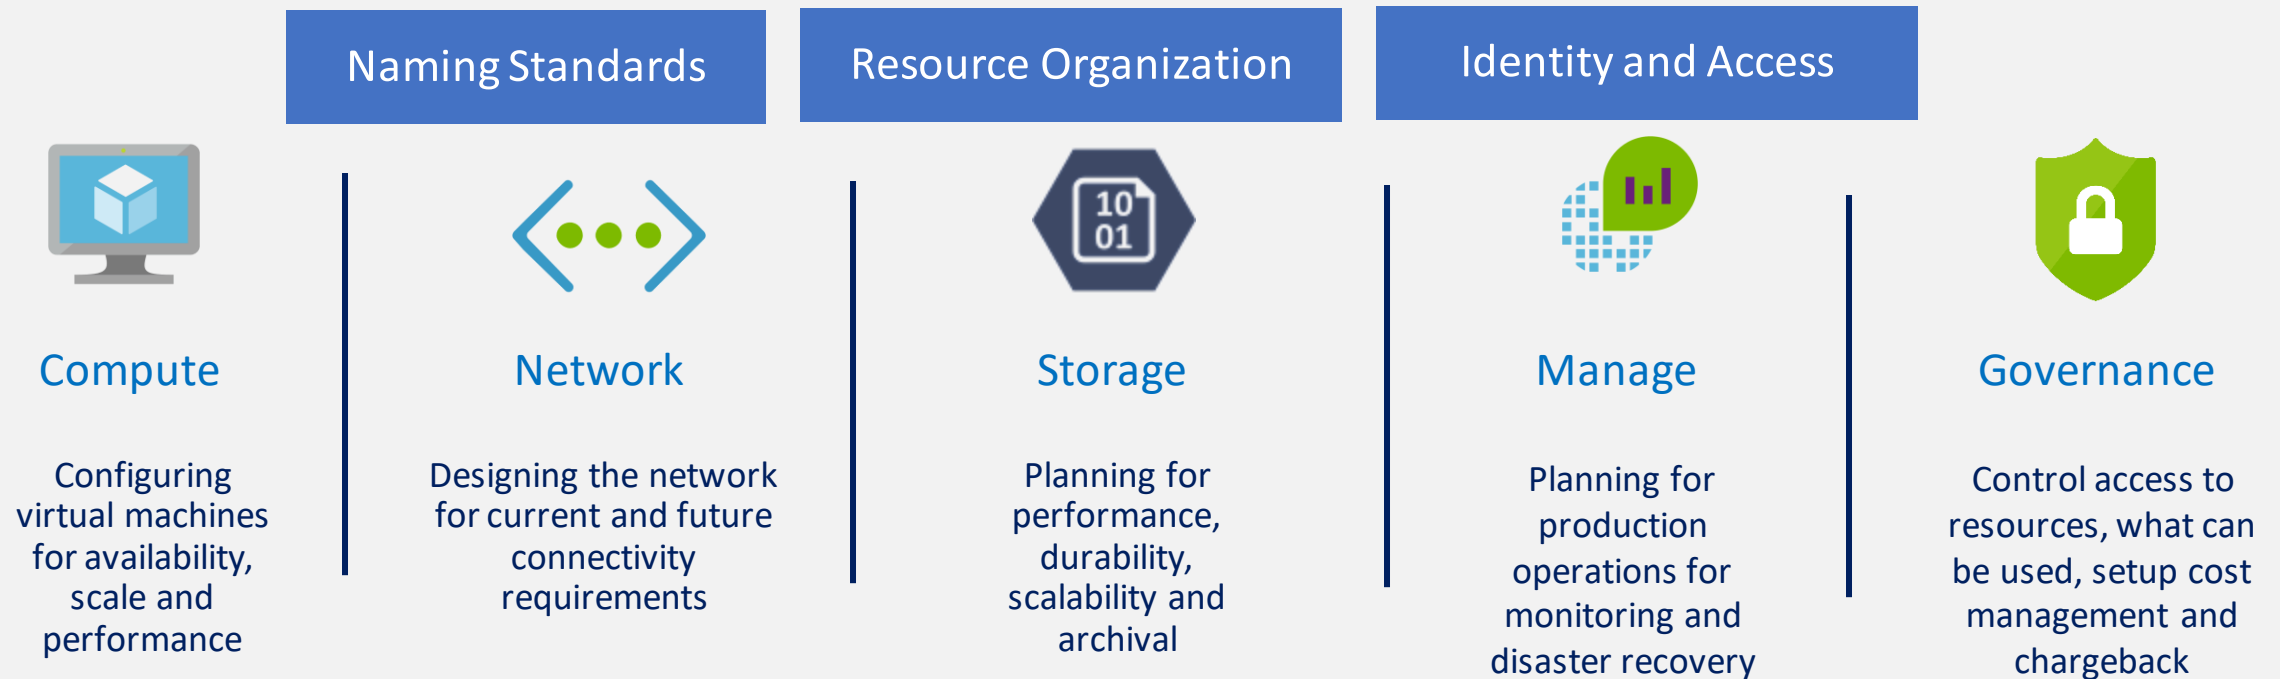 Naming Standards
Resource Organization
Identity and Access
10
01
Compute
Configuring
virtual machines
for availability,
scale and
performance
Network
Designing the network
for current and future
connectivity
requirements
Storage
Planning for
performance,
durability,
scalability and
archival
Manage
Planning for
production
operations for
monitoring and
disaster recovery
Governance
Control access to
resources, what can
be used, setup cost
management and
chargeback